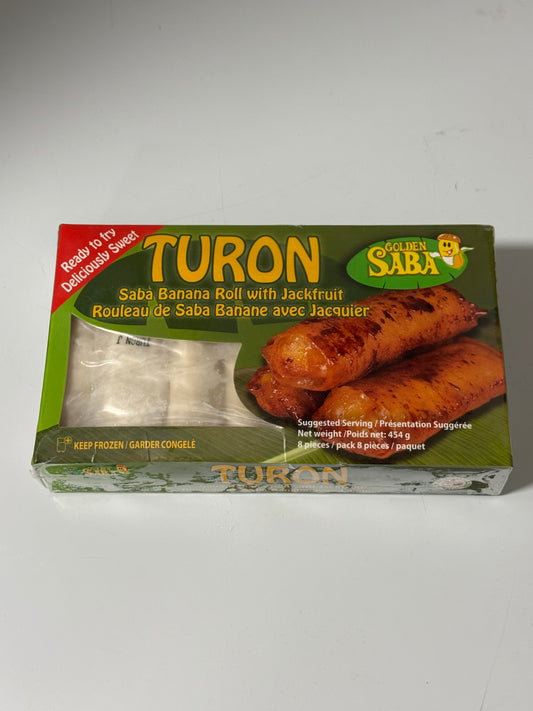 Ready to fry
Deliciously Sweet
TURON
GOLDEN
SABA
Saba Banana Roll with Jackfruit
Rouleau de Saba Banane avec Jacquier
TURON
Suggested Serving / Présentation Suggérée
Net weight /Poids net: 454 g
8 pieces / pack 8 pièces / paquet
KEEP FROZEN / GARDER CONGELÉ
TURON